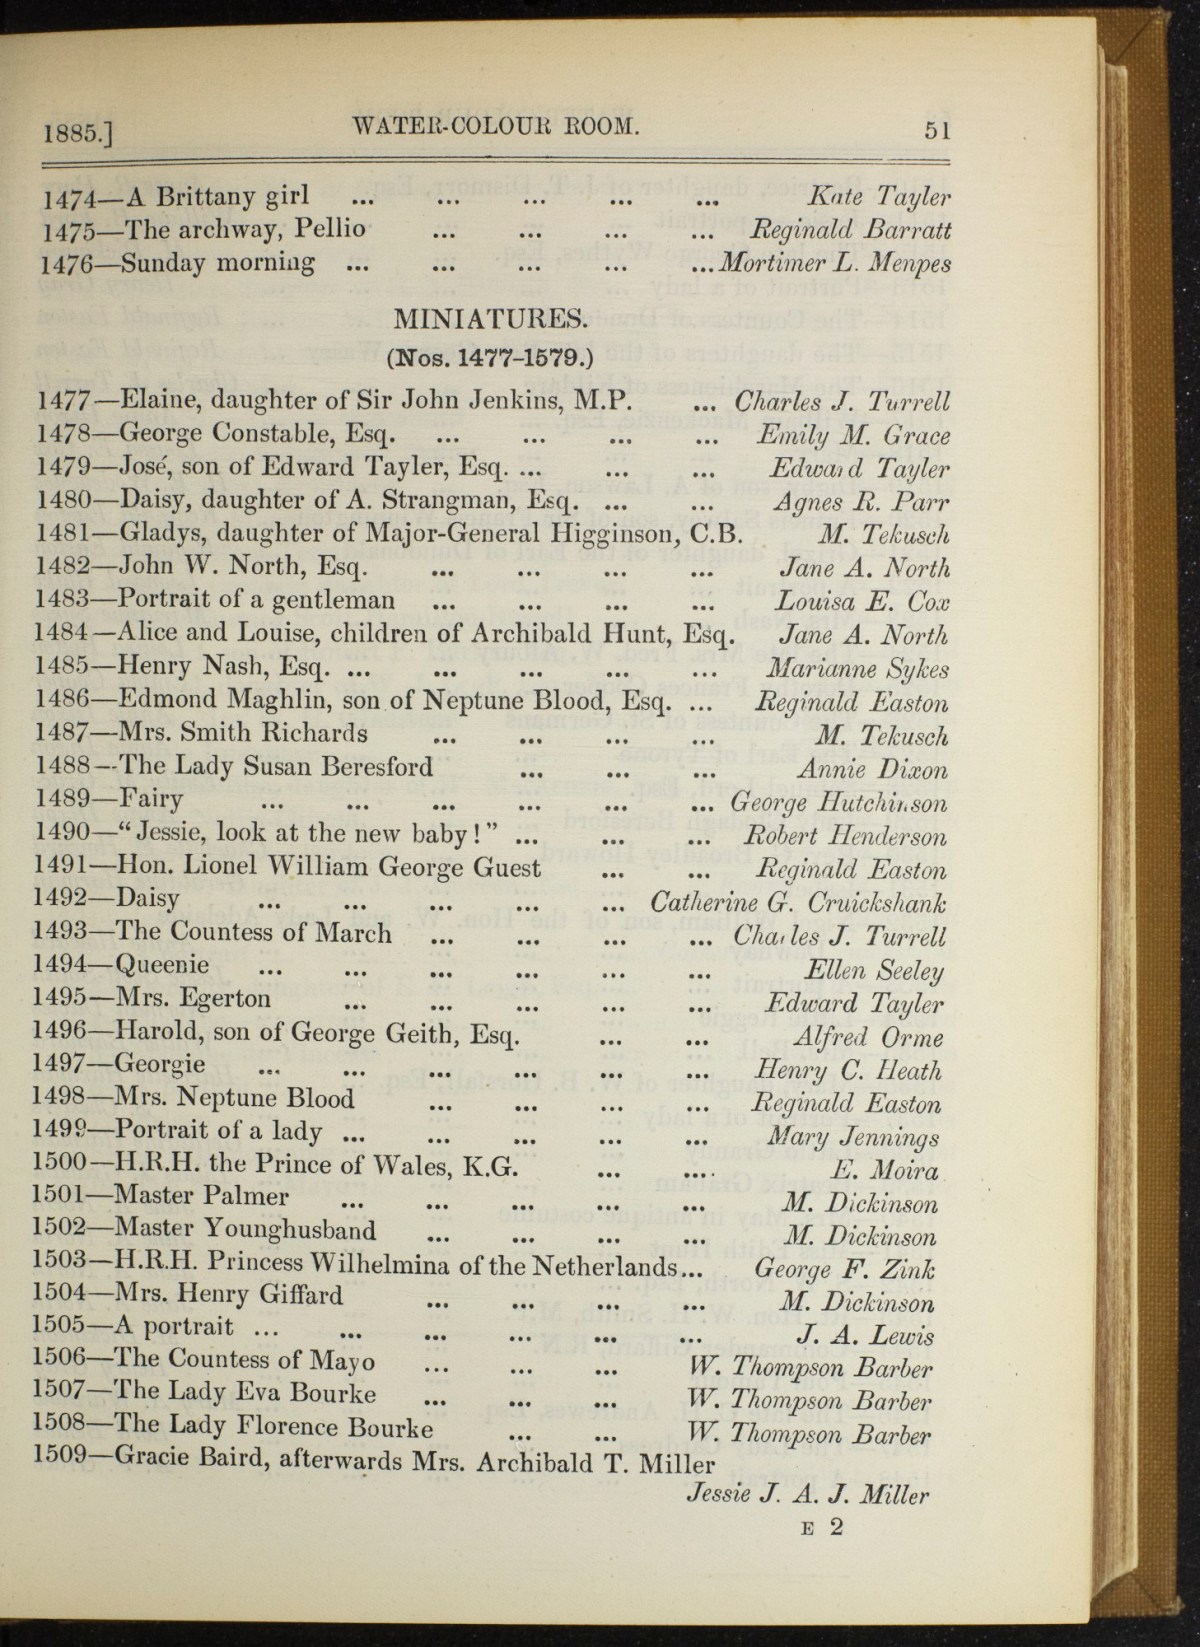 1885.] WATER-COLOUR ROOM. 51
1474—A Brittany girl ... ... ... ... ... Kate Tayler
1475—The archway, Pellio ... ... ... ... Reginald Barratt
1476—Sunday morning ... ... ... ... ... Mortimer L. Menpes
MINIATURES.
(Nos. 1477–1579.)
1477—Elaine, daughter of Sir John Jenkins, M.P. ... Charles J. Turrell
1478—George Constable, Esq. ... ... ... ... Emily M. Grace
1479—José, son of Edward Tayler, Esq. ... ... ... Edward Tayler
1480—Daisy, daughter of A. Strangman, Esq. ... ... Agnes R. Parr
1481—Gladys, daughter of Major-General Higginson, C.B. M. Tekusch
1482—John W. North, Esq. ... ... ... ... Jane A. North
1483—Portrait of a gentleman ... ... ... ... Louisa E. Cox
1484—Alice and Louise, children of Archibald Hunt, Esq. Jane A. North
1485—Henry Nash, Esq. ... ... ... ... ... Marianne Sykes
1486—Edmond Maghlin, son of Neptune Blood, Esq. ... Reginald Easton
1487—Mrs. Smith Richards ... ... ... ... M. Tekusch
1488—The Lady Susan Beresford ... ... ... Annie Dixon
1489—Fairy ... ... ... ... ... ... George Hutchinson
1490—“Jessie, look at the new baby!” ... ... ... Robert Henderson
1491—Hon. Lionel William George Guest ... ... Reginald Easton
1492—Daisy ... ... ... ... ... Catherine G. Cruickshank
1493—The Countess of March ... ... ... ... Charles J. Turrell
1494—Queenie ... ... ... ... ... ... Ellen Seeley
1495—Mrs. Egerton ... ... ... ... ... Edward Tayler
1496—Harold, son of George Geith, Esq. ... ... Alfred Orme
1497—Georgie ... ... ... ... ... ... Henry C. Heath
1498—Mrs. Neptune Blood ... ... ... ... Reginald Easton
1499—Portrait of a lady ... ... ... ... ... Mary Jennings
1500—H.R.H. the Prince of Wales, K.G. ... ... E. Moira
1501—Master Palmer ... ... ... ... ... M. Dickinson
1502—Master Younghusband ... ... ... ... M. Dickinson
1503—H.R.H. Princess Wilhelmina of the Netherlands... George F. Zink
1504—Mrs. Henry Giffard ... ... ... ... M. Dickinson
1505—A portrait ... ... ... ... ... ... J. A. Lewis
1506—The Countess of Mayo ... ... ... W. Thompson Barber
1507—The Lady Eva Bourke ... ... ... W. Thompson Barber
1508—The Lady Florence Bourke ... ... W. Thompson Barber
1509—Gracie Baird, afterwards Mrs. Archibald T. Miller
Jessie J. A. J. Miller
E 2